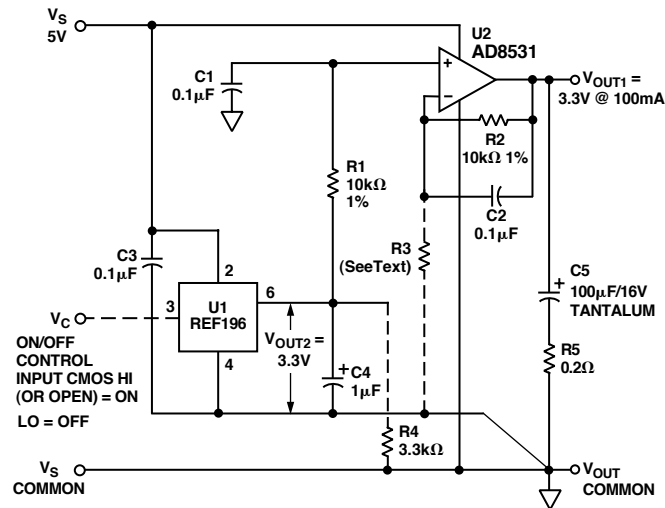 VS
5V
U2
AD8531
C1
0.1µF
+
−
VOUT1 =
3.3V @ 100mA
R2
10kΩ 1%
R1
10kΩ
1%
C2
0.1µF
C3
0.1µF
R3
(SeeText)
2
U1
REF196
3
6
4
VC
ON/OFF
CONTROL
INPUT CMOS HI
(OR OPEN) = ON
LO = OFF
VOUT2 =
3.3V
+
C4
1µF
+
C5
100µF/16V
TANTALUM
R5
0.2Ω
R4
3.3kΩ
VS
COMMON
VOUT
COMMON